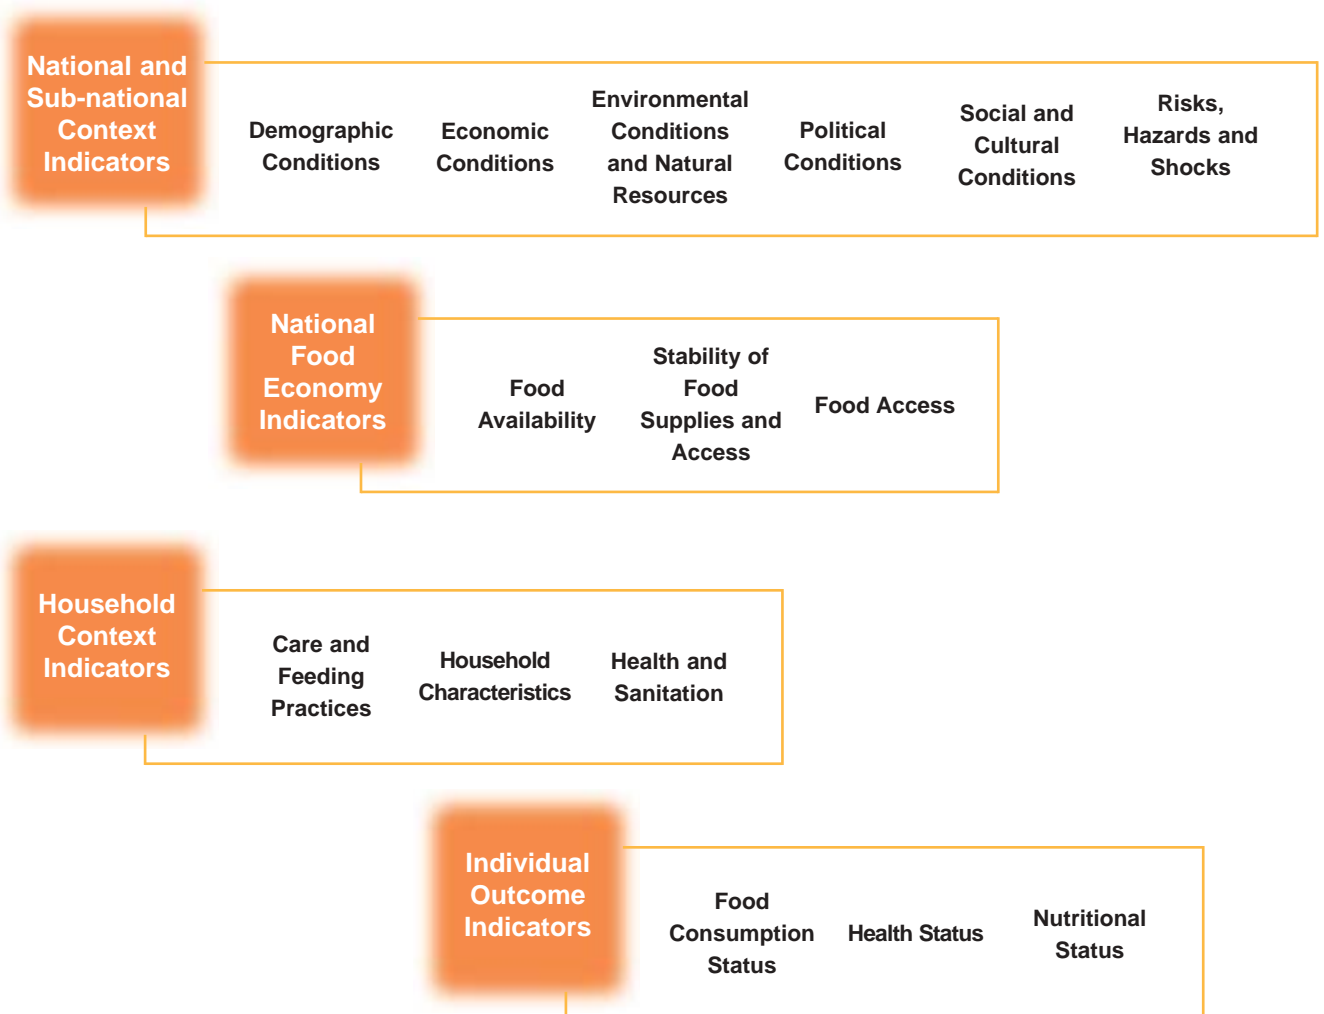 National and
Sub-national
Context
Indicators
Demographic
Conditions
Economic
Conditions
Environmental
Conditions
and Natural
Resources
Political
Conditions
Social and
Cultural
Conditions
Risks,
Hazards and
Shocks
National
Food
Economy
Indicators
Food
Availability
Stability of
Food
Supplies and
Access
Food Access
Household
Context
Indicators
Care and
Feeding
Practices
Household
Characteristics
Health and
Sanitation
Individual
Outcome
Indicators
Food
Consumption
Status
Health Status
Nutritional
Status